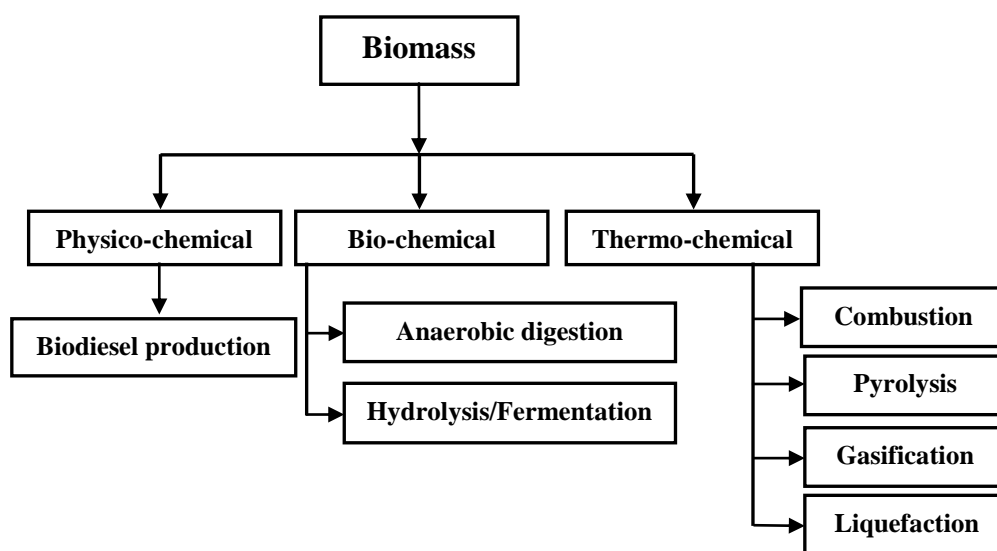 Biomass
Physico-chemical
Bio-chemical
Thermo-chemical
Biodiesel production
Anaerobic digestion
Hydrolysis/Fermentation
Combustion
Pyrolysis
Gasification
Liquefaction